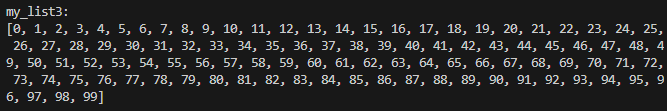 my_list3:
[0, 1, 2, 3, 4, 5, 6, 7, 8, 9, 10, 11, 12, 13, 14, 15, 16, 17, 18, 19, 20, 21, 22, 23, 24, 25,
 26, 27, 28, 29, 30, 31, 32, 33, 34, 35, 36, 37, 38, 39, 40, 41, 42, 43, 44, 45, 46, 47, 48, 4
9, 50, 51, 52, 53, 54, 55, 56, 57, 58, 59, 60, 61, 62, 63, 64, 65, 66, 67, 68, 69, 70, 71, 72,
 73, 74, 75, 76, 77, 78, 79, 80, 81, 82, 83, 84, 85, 86, 87, 88, 89, 90, 91, 92, 93, 94, 95, 9
6, 97, 98, 99]